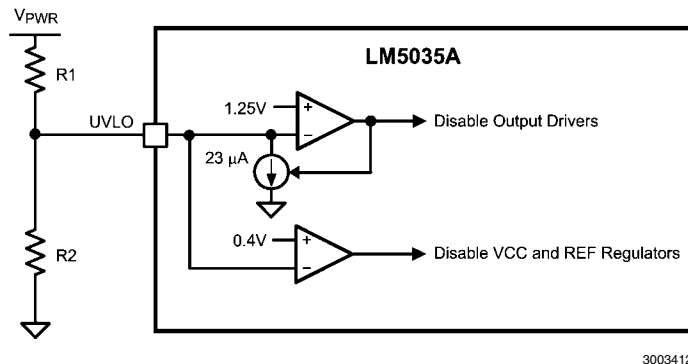 VPWR
LM5035A
R1
1.25V
+
−
Disable Output Drivers
UVLO
23 μA
R2
0.4V
+
−
Disable VCC and REF Regulators
3003412